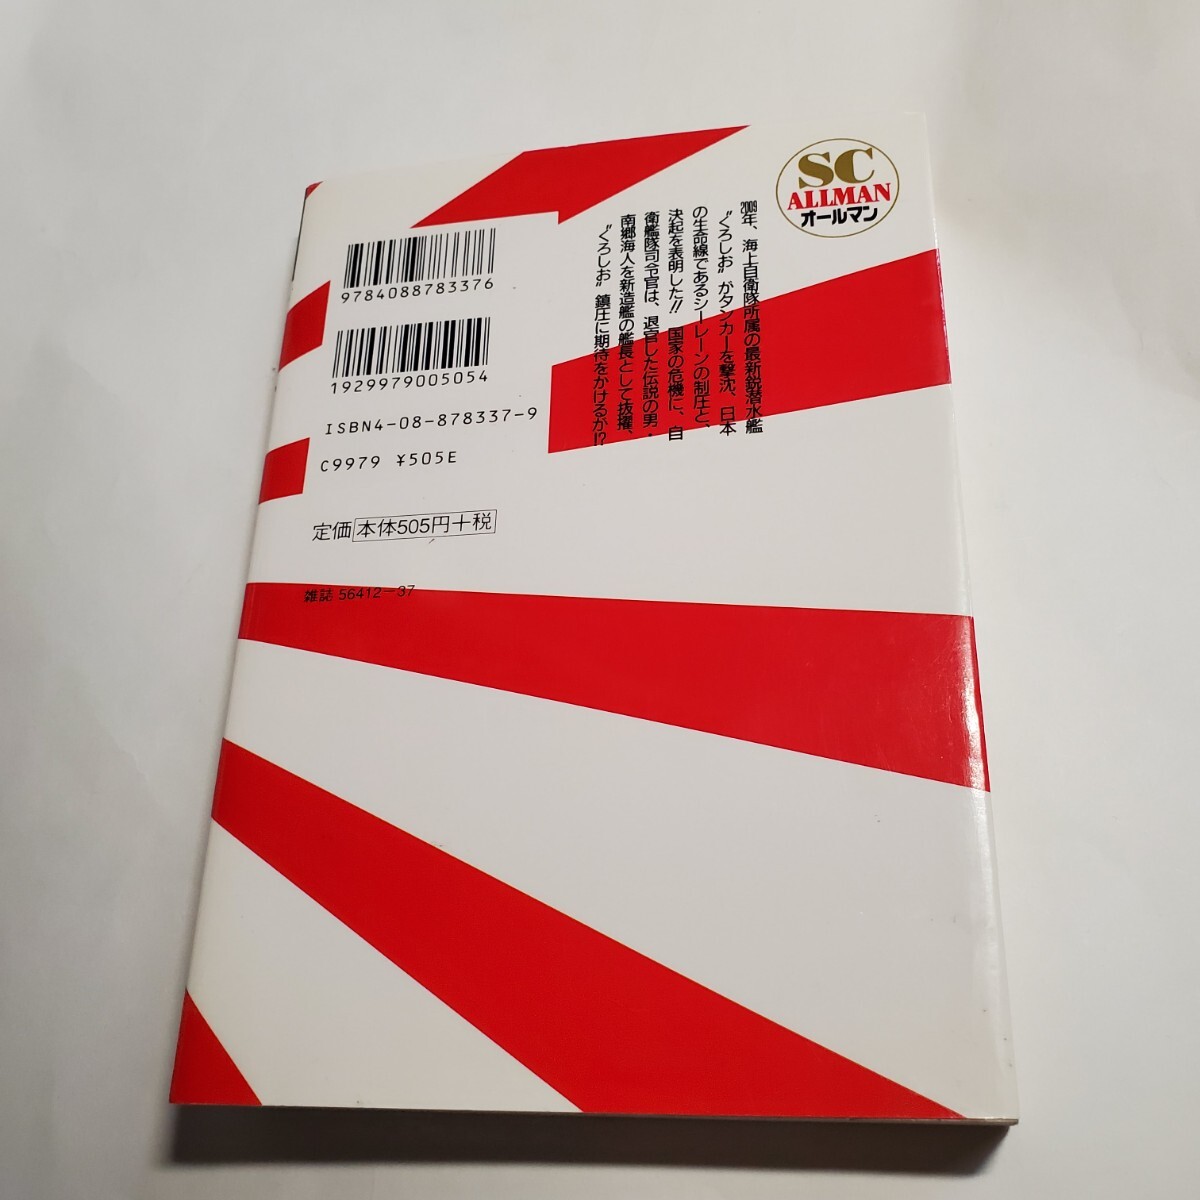 SC
ALLMAN
オールマン
2008年、海上自衛隊所属の最新鋭潜水艦
〝くろしお〟がタンカーを撃沈、日本
の生命線であるシーレーンの制圧と、
決起を表明した!! 国家の危機に、自
衛艦隊司令官は、退官した伝説の男・
南郷海人を新造艦の艦長として抜擢、
〝くろしお〟鎮圧に期待をかけるが!?
9784088783376
1929979005054
ISBN4-08-878337-9
C9979 ¥505E
定価 本体505円+税
雑誌 56412-37